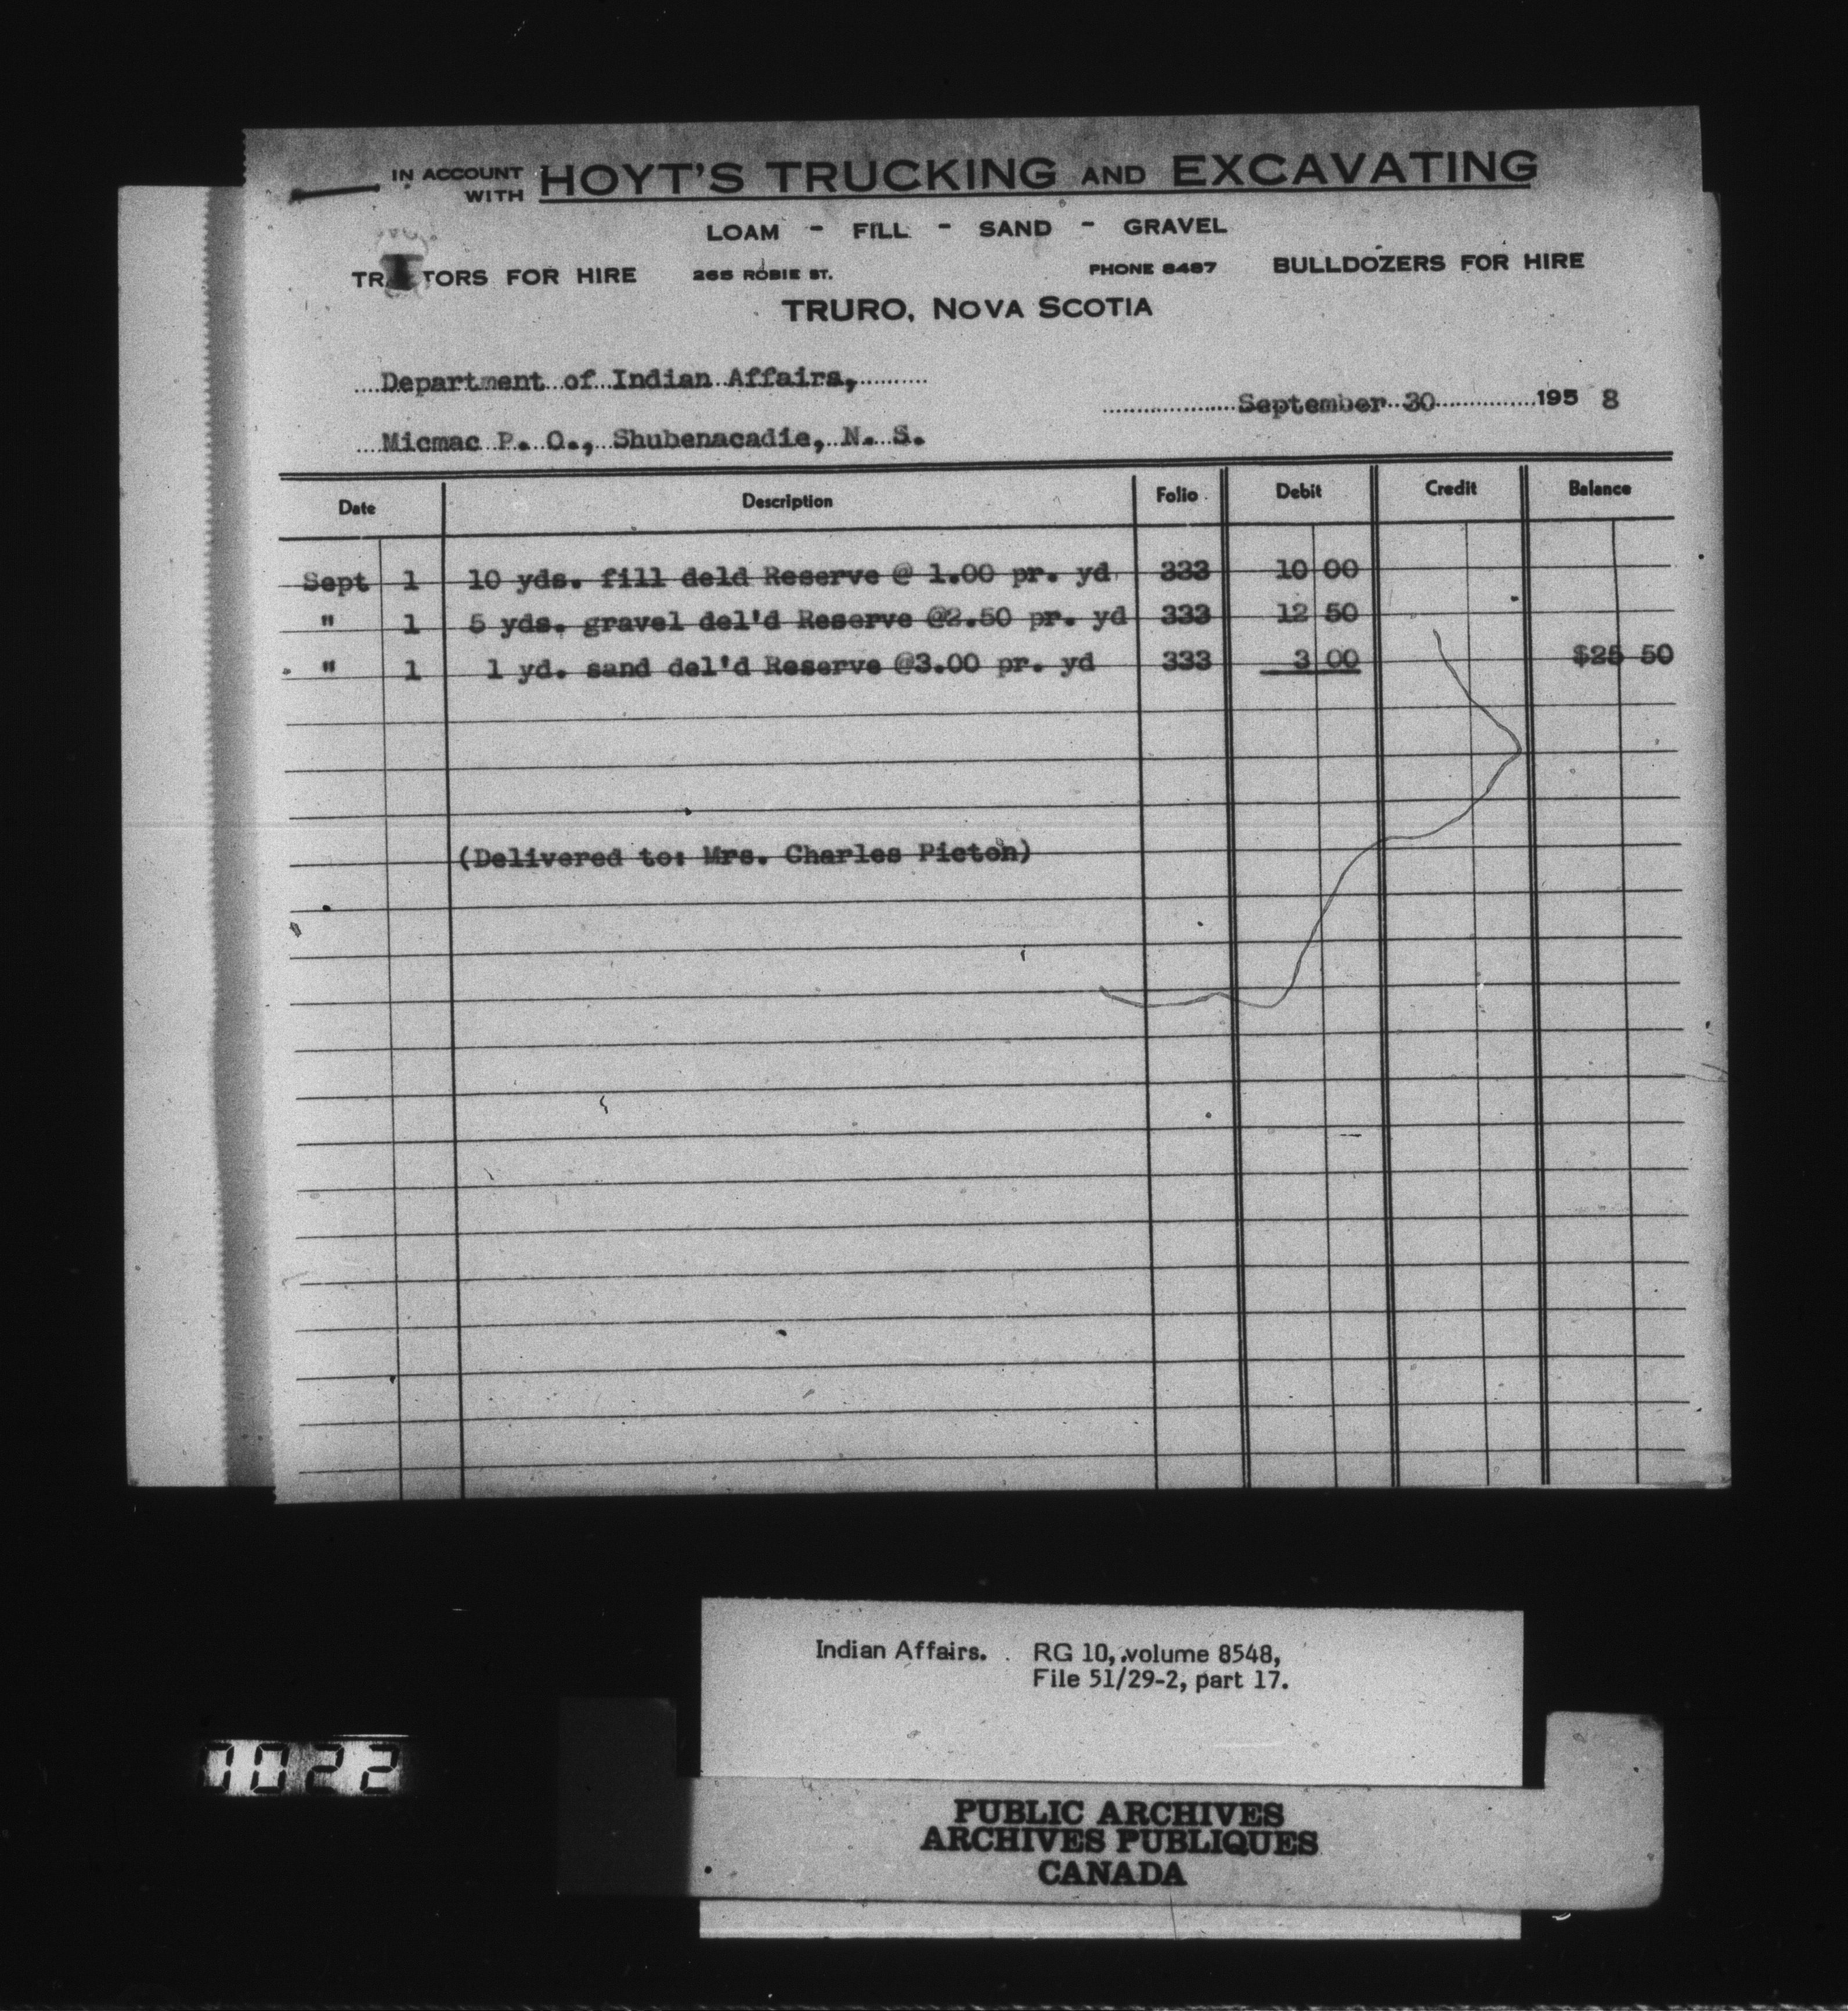 IN ACCOUNT WITH HOYT'S TRUCKING AND EXCAVATING
LOAM - FILL - SAND - GRAVEL
TRACTORS FOR HIRE 265 ROBIE ST. PHONE 8487 BULLDOZERS FOR HIRE
TRURO, NOVA SCOTIA
Department of Indian Affairs,
September 30 1958
Micmac P. O., Shubenacadie, N. S.
Date Description Folio Debit Credit Balance
Sept 1 10 yds. fill deld Reserve @ 1.00 pr. yd 333 10 00
" 1 5 yds. gravel del'd Reserve @2.50 pr. yd 333 12 50
" 1 1 yd. sand del'd Reserve @3.00 pr. yd 333 3 00 $25 50
(Delivered to: Mrs. Charles Picton)
Indian Affairs. RG 10, volume 8548,
File 51/29-2, part 17.
1022
PUBLIC ARCHIVES
ARCHIVES PUBLIQUES
CANADA